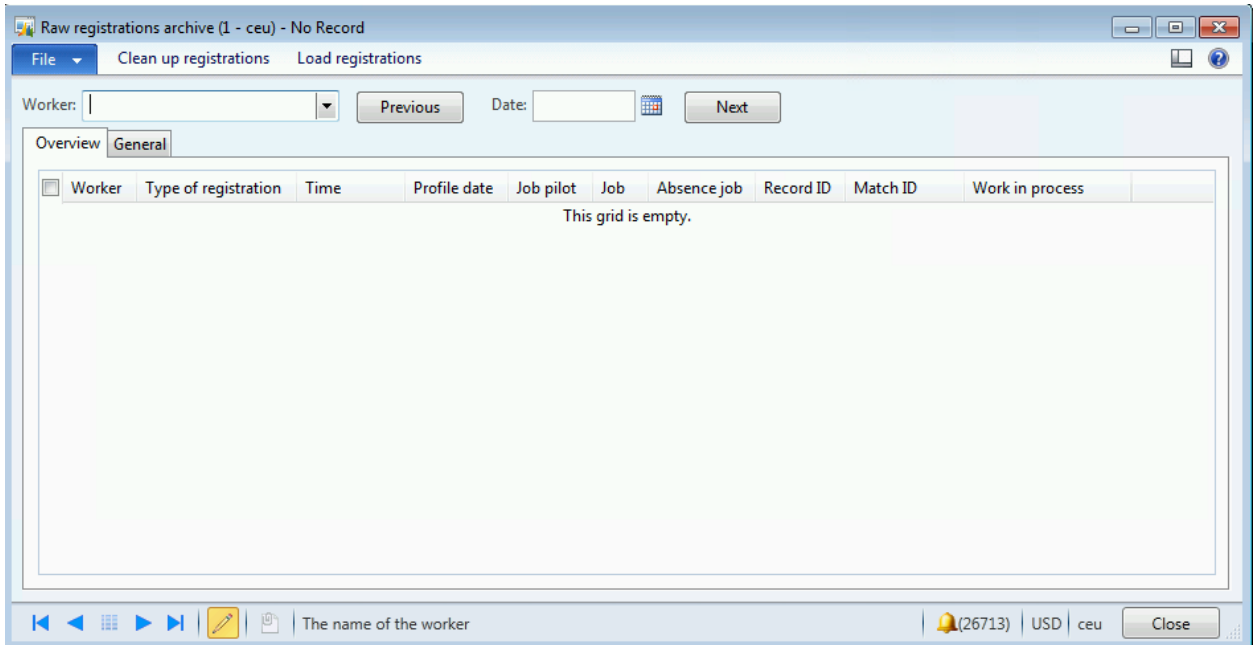 Raw registrations archive (1 - ceu) - No Record
File Clean up registrations Load registrations
Worker: Previous Date: Next
Overview General
Worker Type of registration Time Profile date Job pilot Job Absence job Record ID Match ID Work in process
This grid is empty.
The name of the worker (26713) USD ceu Close